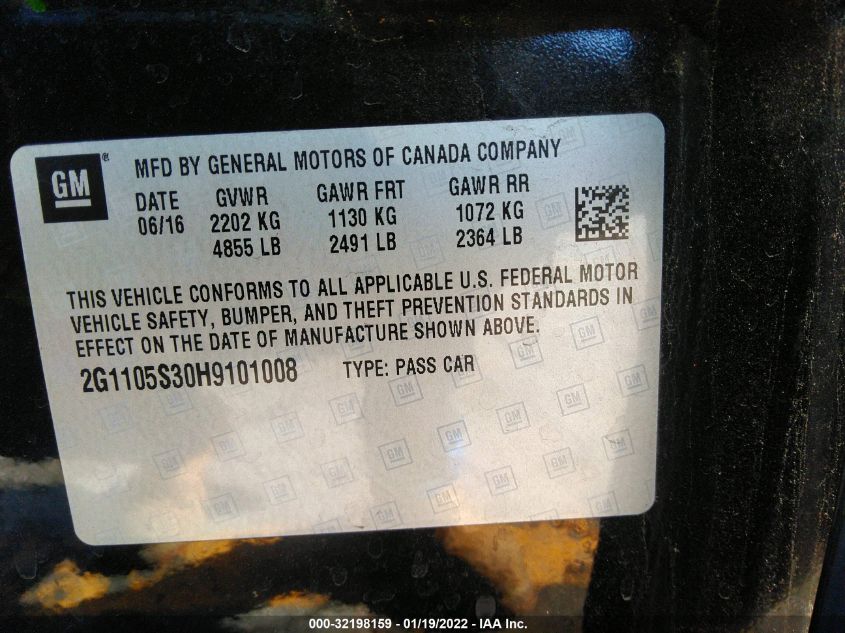 GM ®
MFD BY GENERAL MOTORS OF CANADA COMPANY
DATE GVWR GAWR FRT GAWR RR
06/16 2202 KG 1130 KG 1072 KG
4855 LB 2491 LB 2364 LB
THIS VEHICLE CONFORMS TO ALL APPLICABLE U.S. FEDERAL MOTOR
VEHICLE SAFETY, BUMPER, AND THEFT PREVENTION STANDARDS IN
EFFECT ON THE DATE OF MANUFACTURE SHOWN ABOVE.
2G1105S30H9101008 TYPE: PASS CAR
000-32198159 - 01/19/2022 - IAA Inc.